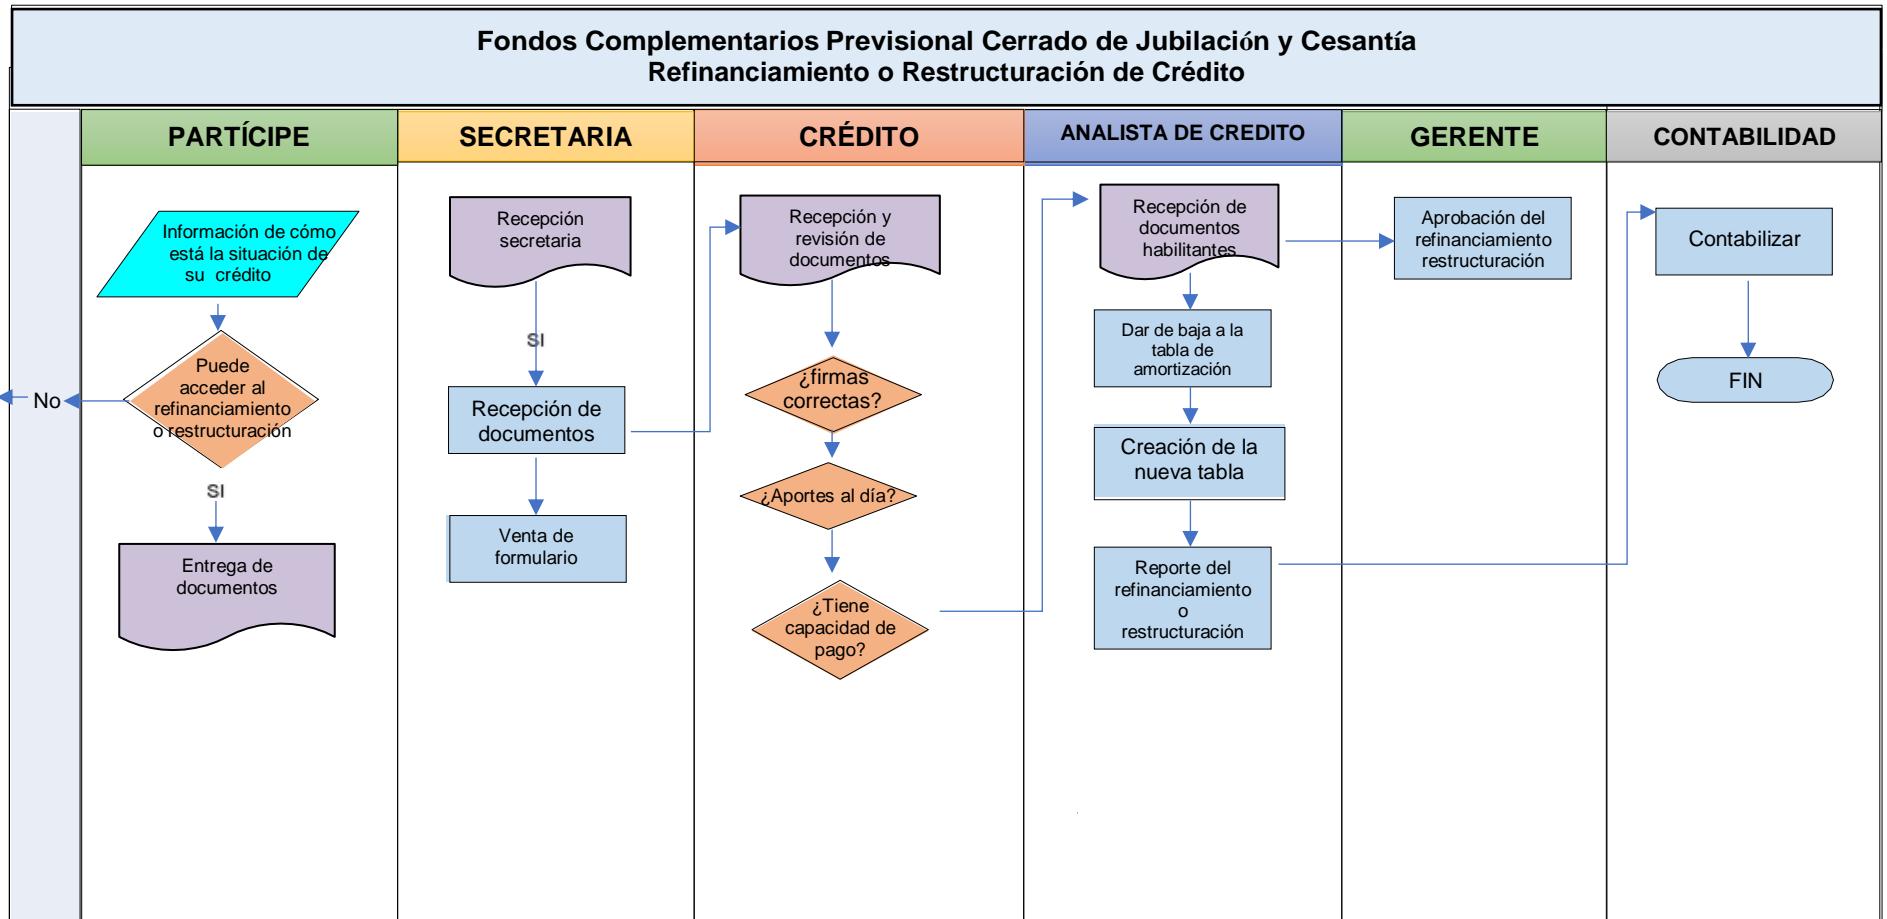 Fondos Complementarios Previsional Cerrado de Jubilación y Cesantía
Refinanciamiento o Restructuración de Crédito
PARTÍCIPE
SECRETARIA
CRÉDITO
ANALISTA DE CREDITO
GERENTE
CONTABILIDAD
Información de cómo
está la situación de
su crédito
Puede
acceder al
refinanciamiento
o restructuración
No
SI
Entrega de
documentos
Recepción
secretaria
SI
Recepción de
documentos
Venta de
formulario
Recepción y
revisión de
documentos
¿firmas
correctas?
¿Aportes al día?
¿Tiene
capacidad de
pago?
Recepción de
documentos
habilitantes
Dar de baja a la
tabla de
amortización
Creación de la
nueva tabla
Reporte del
refinanciamiento
o
restructuración
Aprobación del
refinanciamiento
restructuración
Contabilizar
FIN